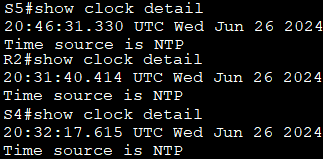 S5#show clock detail
20:46:31.330 UTC Wed Jun 26 2024
Time source is NTP
R2#show clock detail
20:31:40.414 UTC Wed Jun 26 2024
Time source is NTP
S4#show clock detail
20:32:17.615 UTC Wed Jun 26 2024
Time source is NTP